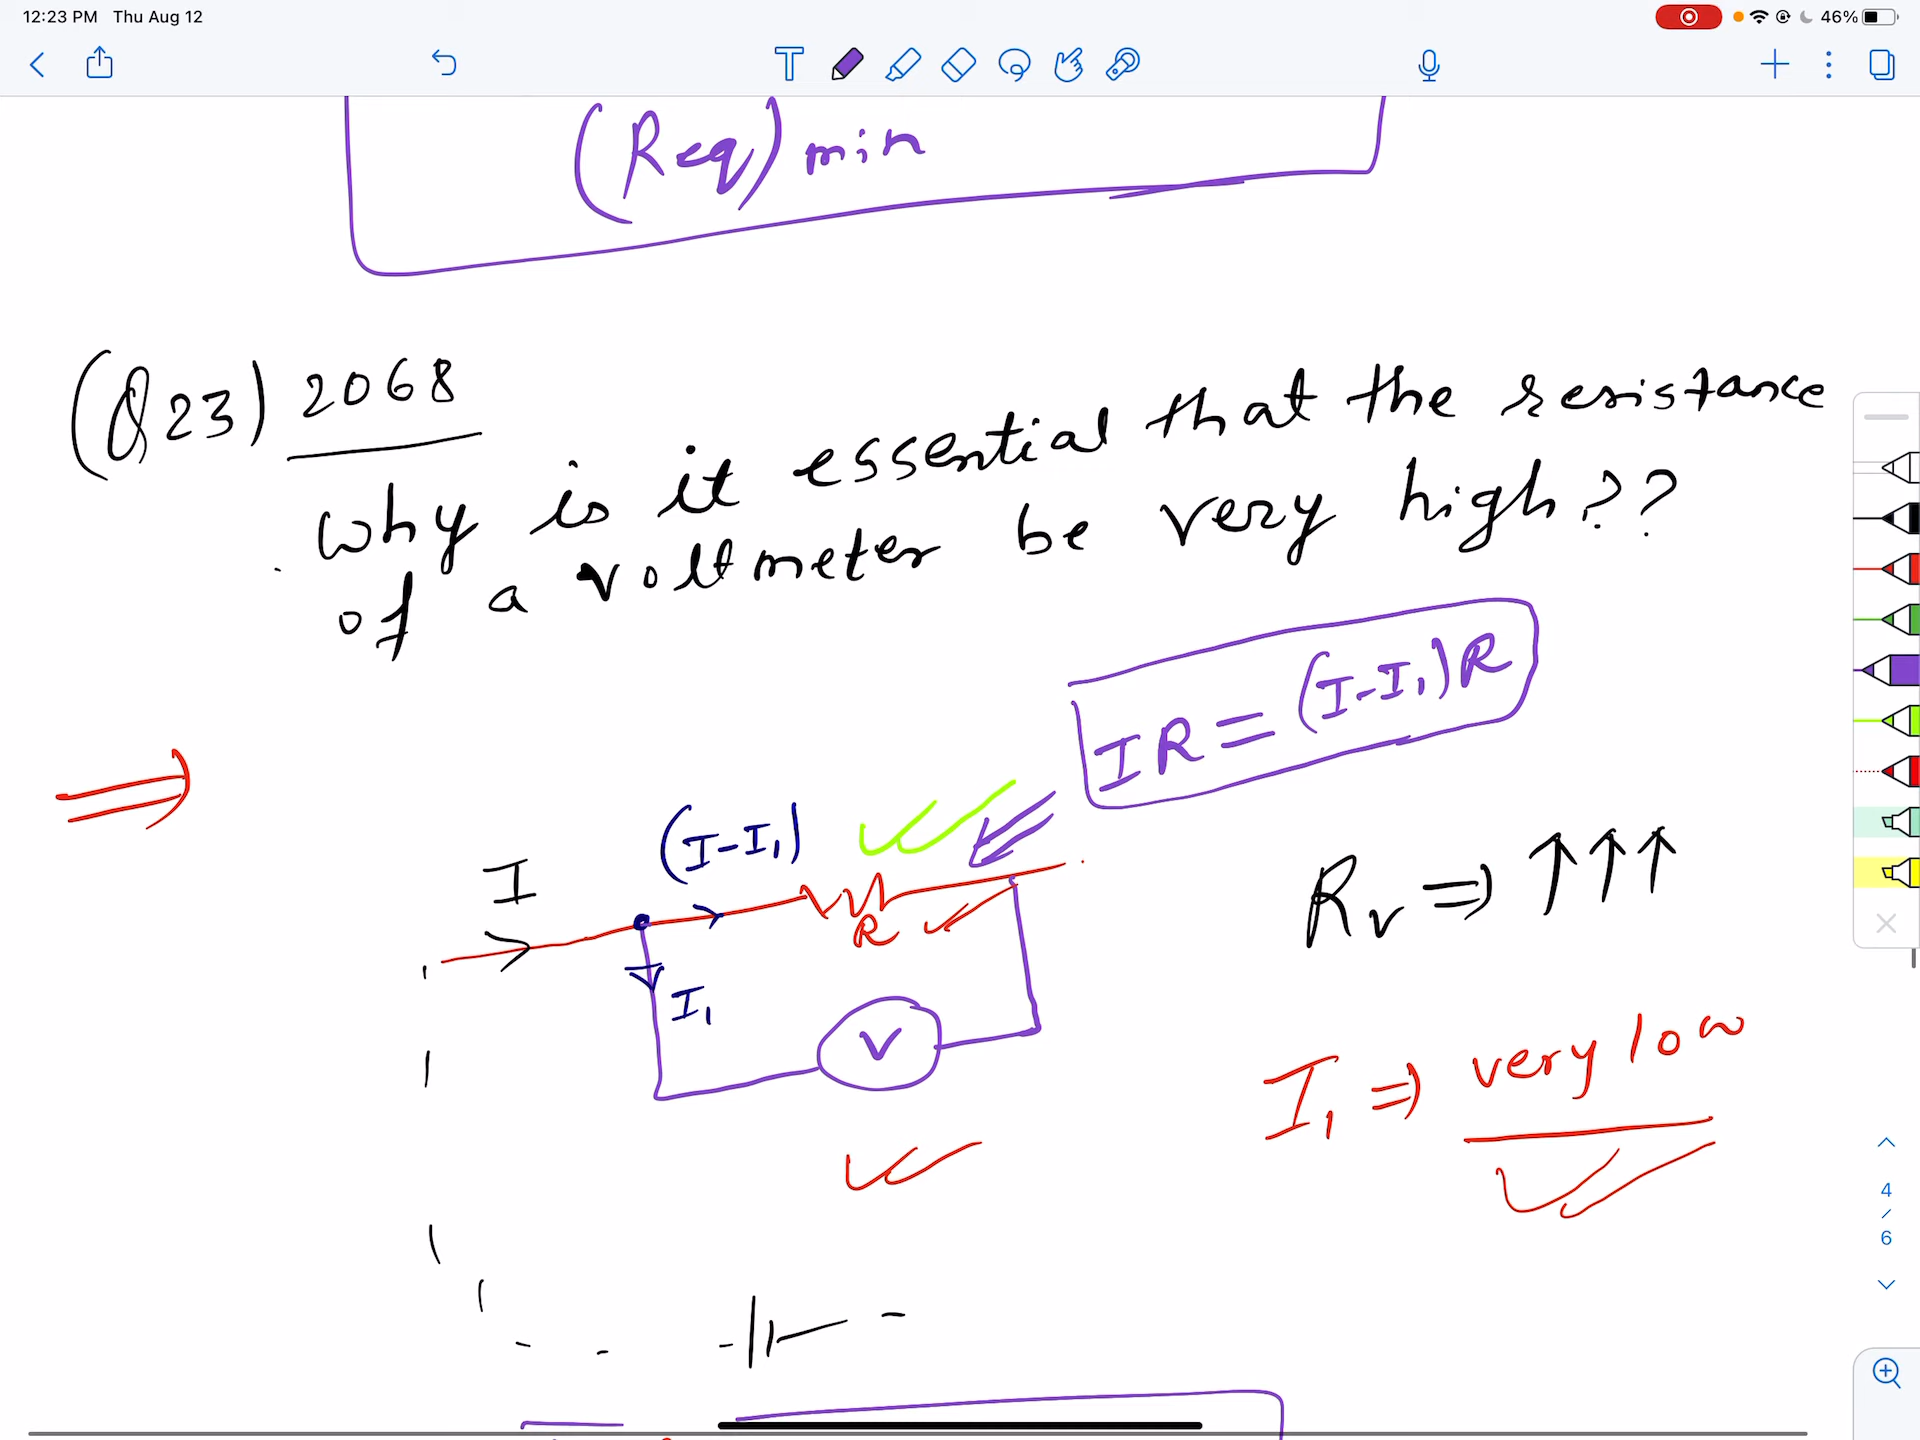 12:23 PM Thu Aug 12
46%
(Req) min
(Q23) 2068
why is it essential that the resistance
of a voltmeter be very high??
IR = (I-I₁)R
(I-I₁)
I
R
Rv ⇒ ↑↑↑
I₁
V
I₁ ⇒ very low
4
/
6